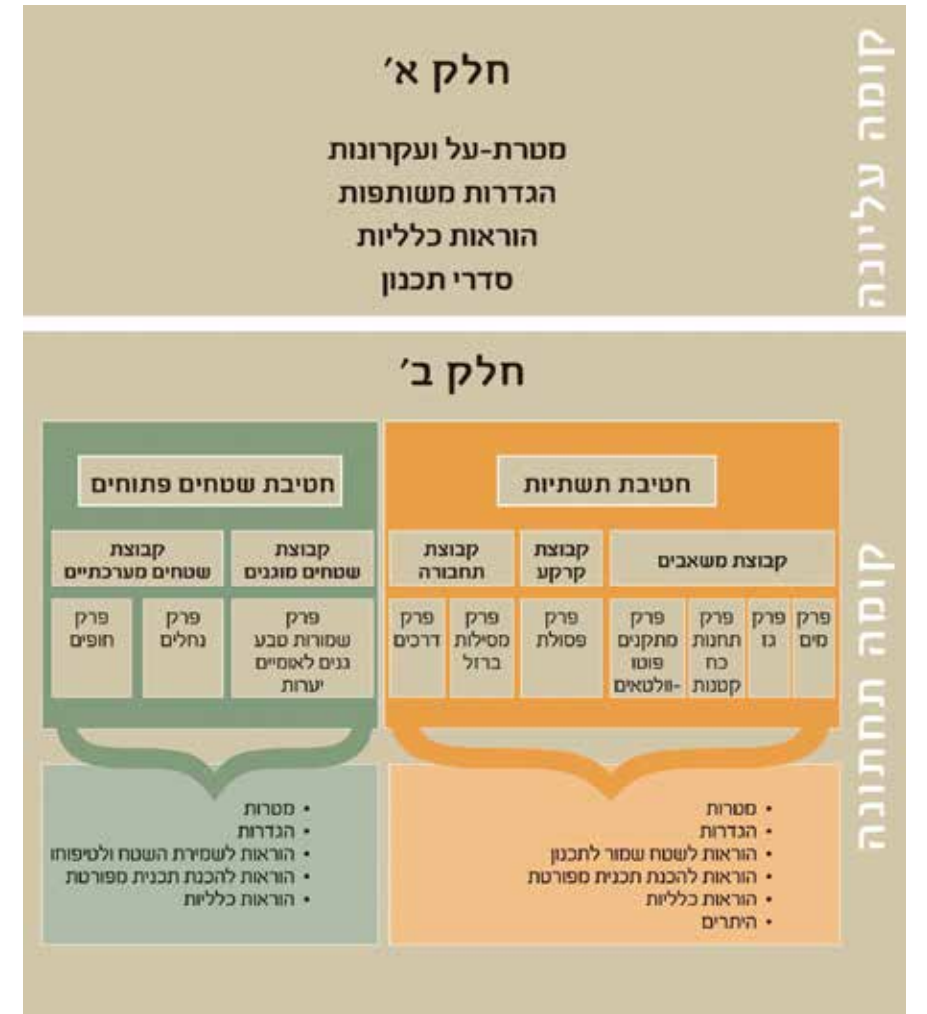 קומה עליונה
חלק א׳
מטרת-על ועקרונות
הגדרות משותפות
הוראות כלליות
סדרי תכנון
קומה תחתונה
חלק ב׳
חטיבת תשתיות
קבוצת משאבים
קבוצת
קרקע
קבוצת
תחבורה
פרק
מים
פרק
גז
פרק
תחנות
כח
קטנות
פרק
מתקנים
פוטו
-וולטאים
פרק
פסולת
פרק
מסילות
ברזל
פרק
דרכים
• מטרות
• הגדרות
• הוראות לשטח שמור לתכנון
• הוראות להכנת תכנית מפורטת
• הוראות כלליות
• היתרים
חטיבת שטחים פתוחים
קבוצת
שטחים מוגנים
קבוצת
שטחים מערכתיים
פרק
שמורות טבע
גנים לאומיים
יערות
פרק
נחלים
פרק
חופים
• מטרות
• הגדרות
• הוראות לשמירת השטח ולטיפוחו
• הוראות להכנת תכנית מפורטת
• הוראות כלליות